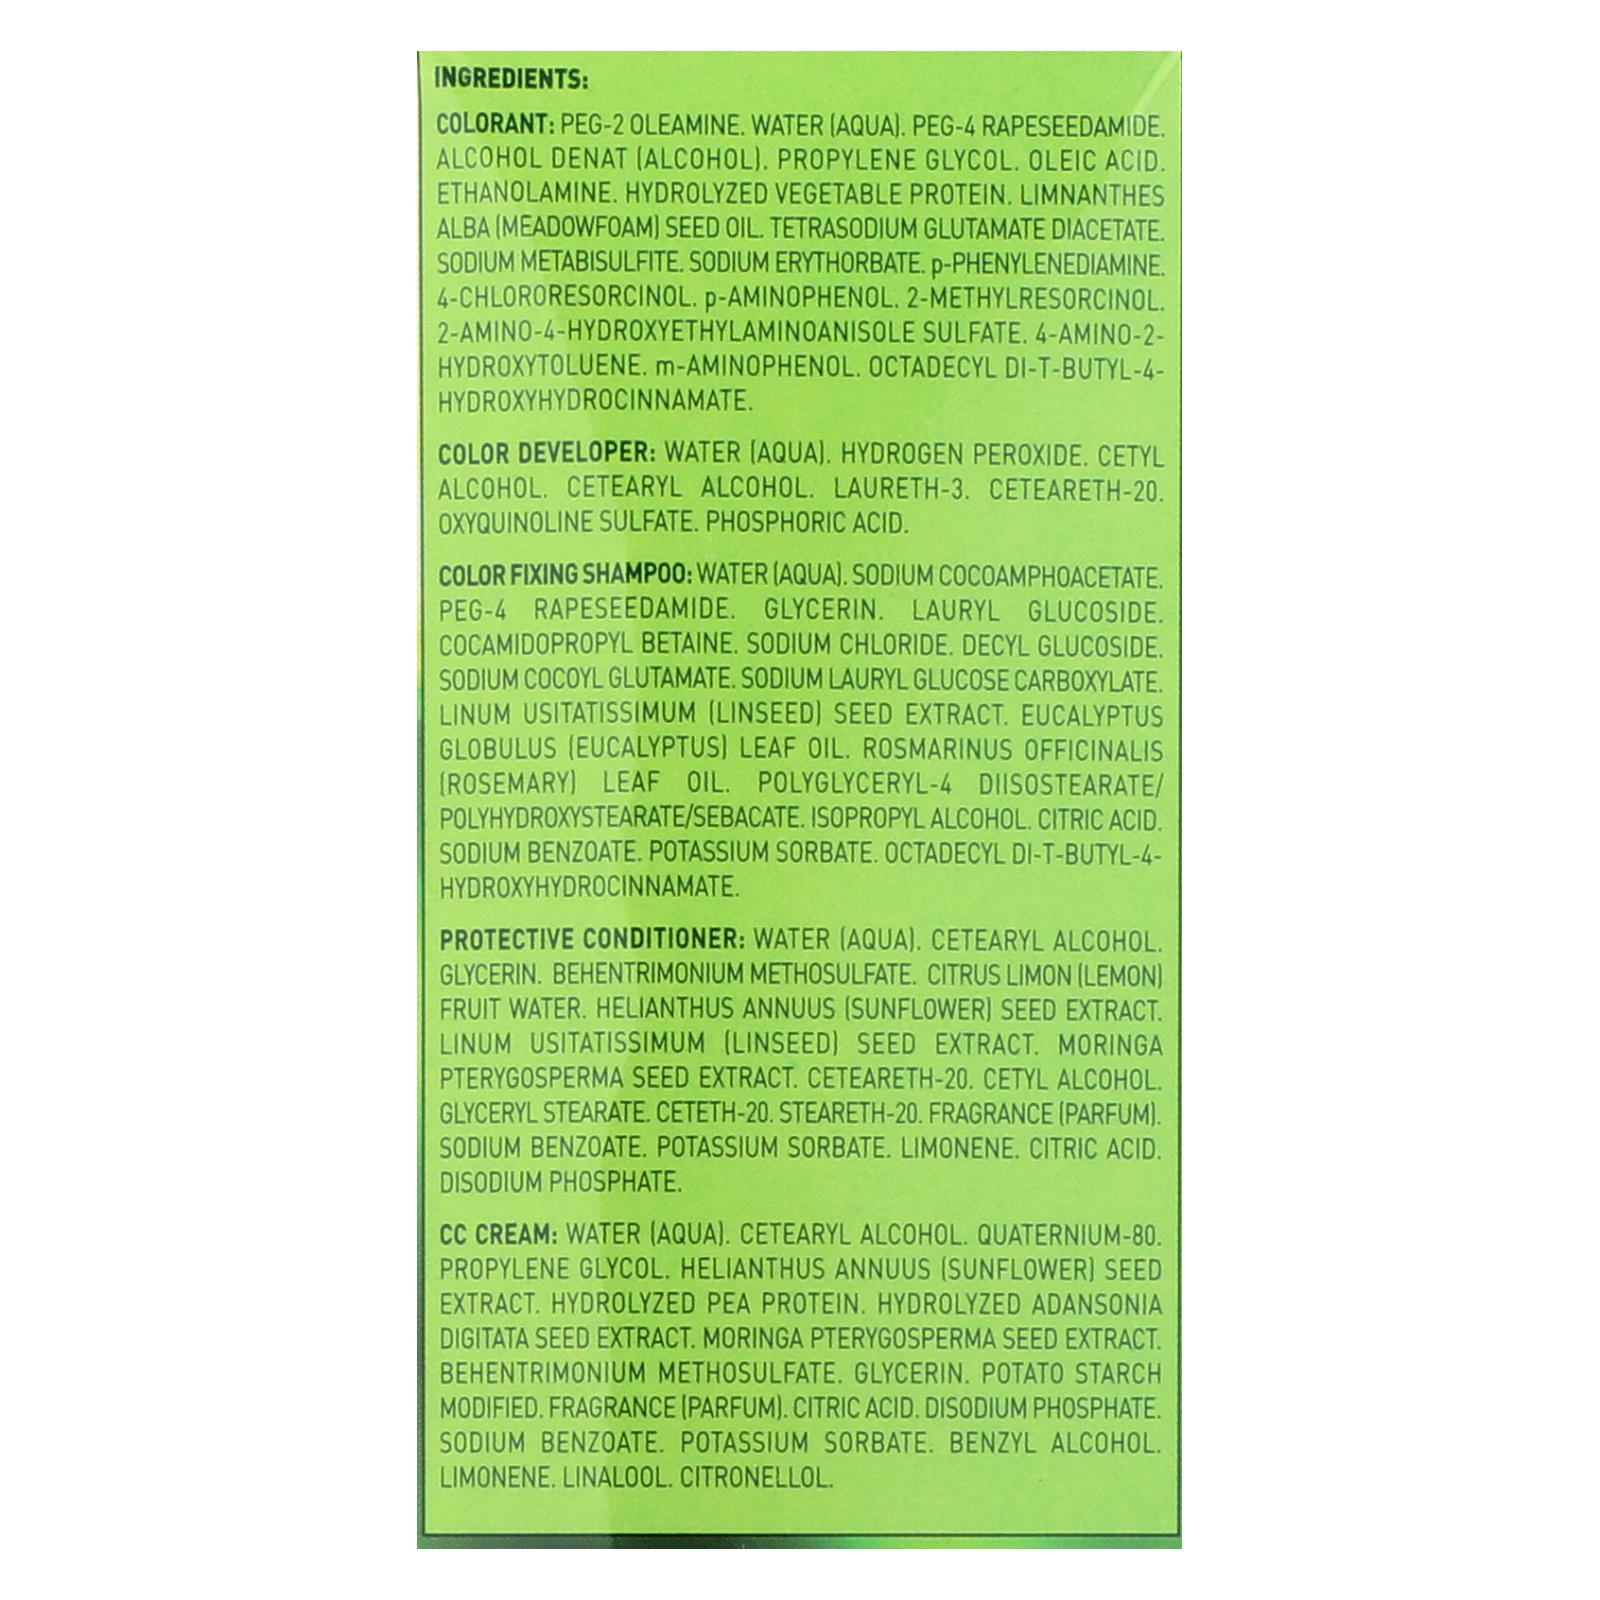 INGREDIENTS:
COLORANT: PEG-2 OLEAMINE. WATER (AQUA). PEG-4 RAPESEEDAMIDE.
ALCOHOL DENAT (ALCOHOL). PROPYLENE GLYCOL. OLEIC ACID.
ETHANOLAMINE. HYDROLYZED VEGETABLE PROTEIN. LIMNANTHES
ALBA (MEADOWFOAM) SEED OIL. TETRASODIUM GLUTAMATE DIACETATE.
SODIUM METABISULFITE. SODIUM ERYTHORBATE. p-PHENYLENEDIAMINE.
4-CHLORORESORCINOL. p-AMINOPHENOL. 2-METHYLRESORCINOL.
2-AMINO-4-HYDROXYETHYLAMINOANISOLE SULFATE. 4-AMINO-2-
HYDROXYTOLUENE. m-AMINOPHENOL. OCTADECYL DI-T-BUTYL-4-
HYDROXYHYDROCINNAMATE.
COLOR DEVELOPER: WATER (AQUA). HYDROGEN PEROXIDE. CETYL
ALCOHOL. CETEARYL ALCOHOL. LAURETH-3. CETEARETH-20.
OXYQUINOLINE SULFATE. PHOSPHORIC ACID.
COLOR FIXING SHAMPOO: WATER (AQUA). SODIUM COCOAMPHOACETATE.
PEG-4 RAPESEEDAMIDE. GLYCERIN. LAURYL GLUCOSIDE.
COCAMIDOPROPYL BETAINE. SODIUM CHLORIDE. DECYL GLUCOSIDE.
SODIUM COCOYL GLUTAMATE. SODIUM LAURYL GLUCOSE CARBOXYLATE.
LINUM USITATISSIMUM (LINSEED) SEED EXTRACT. EUCALYPTUS
GLOBULUS (EUCALYPTUS) LEAF OIL. ROSMARINUS OFFICINALIS
(ROSEMARY) LEAF OIL. POLYGLYCERYL-4 DIISOSTEARATE/
POLYHYDROXYSTEARATE/SEBACATE. ISOPROPYL ALCOHOL. CITRIC ACID.
SODIUM BENZOATE. POTASSIUM SORBATE. OCTADECYL DI-T-BUTYL-4-
HYDROXYHYDROCINNAMATE.
PROTECTIVE CONDITIONER: WATER (AQUA). CETEARYL ALCOHOL.
GLYCERIN. BEHENTRIMONIUM METHOSULFATE. CITRUS LIMON (LEMON)
FRUIT WATER. HELIANTHUS ANNUUS (SUNFLOWER) SEED EXTRACT.
LINUM USITATISSIMUM (LINSEED) SEED EXTRACT. MORINGA
PTERYGOSPERMA SEED EXTRACT. CETEARETH-20. CETYL ALCOHOL.
GLYCERYL STEARATE. CETETH-20. STEARETH-20. FRAGRANCE (PARFUM).
SODIUM BENZOATE. POTASSIUM SORBATE. LIMONENE. CITRIC ACID.
DISODIUM PHOSPHATE.
CC CREAM: WATER (AQUA). CETEARYL ALCOHOL. QUATERNIUM-80.
PROPYLENE GLYCOL. HELIANTHUS ANNUUS (SUNFLOWER) SEED
EXTRACT. HYDROLYZED PEA PROTEIN. HYDROLYZED ADANSONIA
DIGITATA SEED EXTRACT. MORINGA PTERYGOSPERMA SEED EXTRACT.
BEHENTRIMONIUM METHOSULFATE. GLYCERIN. POTATO STARCH
MODIFIED. FRAGRANCE (PARFUM). CITRIC ACID. DISODIUM PHOSPHATE.
SODIUM BENZOATE. POTASSIUM SORBATE. BENZYL ALCOHOL.
LIMONENE. LINALOOL. CITRONELLOL.